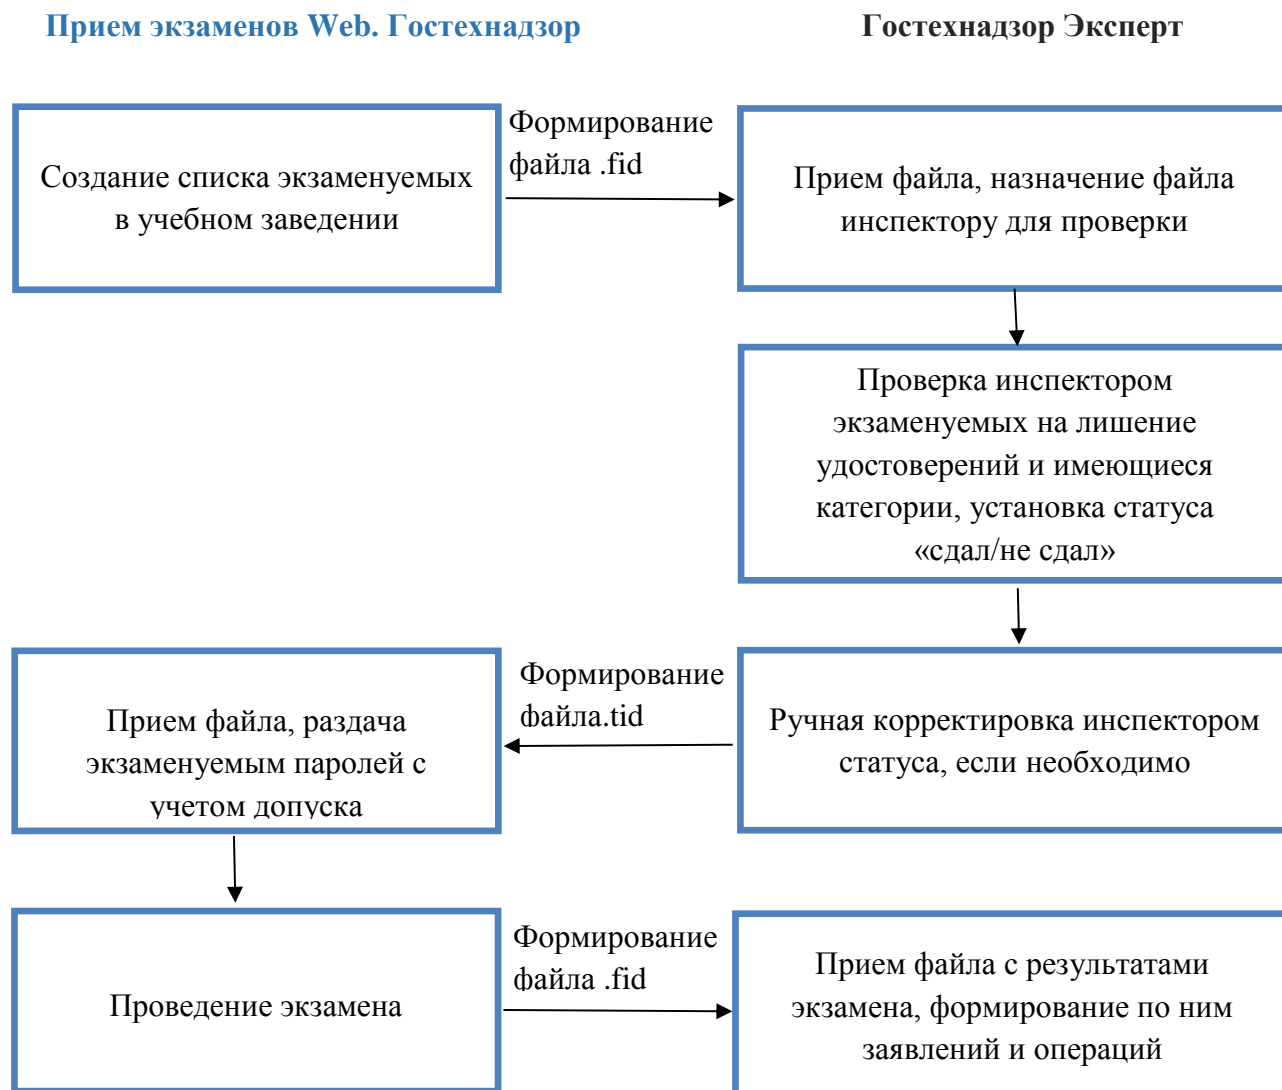 Прием экзаменов Web. Гостехнадзор
Гостехнадзор Эксперт
Создание списка экзаменуемых
в учебном заведении
Формирование
файла .fid
Прием файла, назначение файла
инспектору для проверки
Проверка инспектором
экзаменуемых на лишение
удостоверений и имеющиеся
категории, установка статуса
«сдал/не сдал»
Ручная корректировка инспектором
статуса, если необходимо
Формирование
файла.tid
Прием файла, раздача
экзаменуемым паролей с
учетом допуска
Проведение экзамена
Формирование
файла .fid
Прием файла с результатами
экзамена, формирование по ним
заявлений и операций